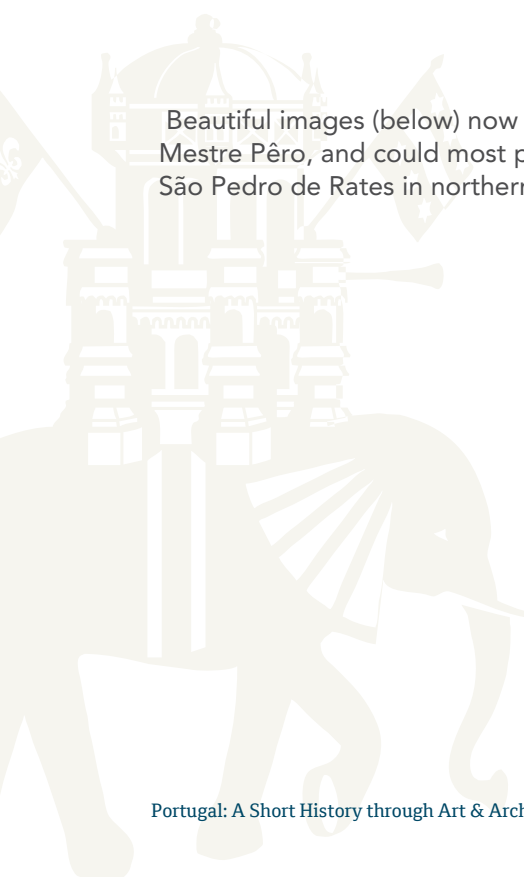 Beautiful images (below) now
Mestre Pêro, and could most
São Pedro de Rates in northern
Portugal: A Short History through Art & Arch